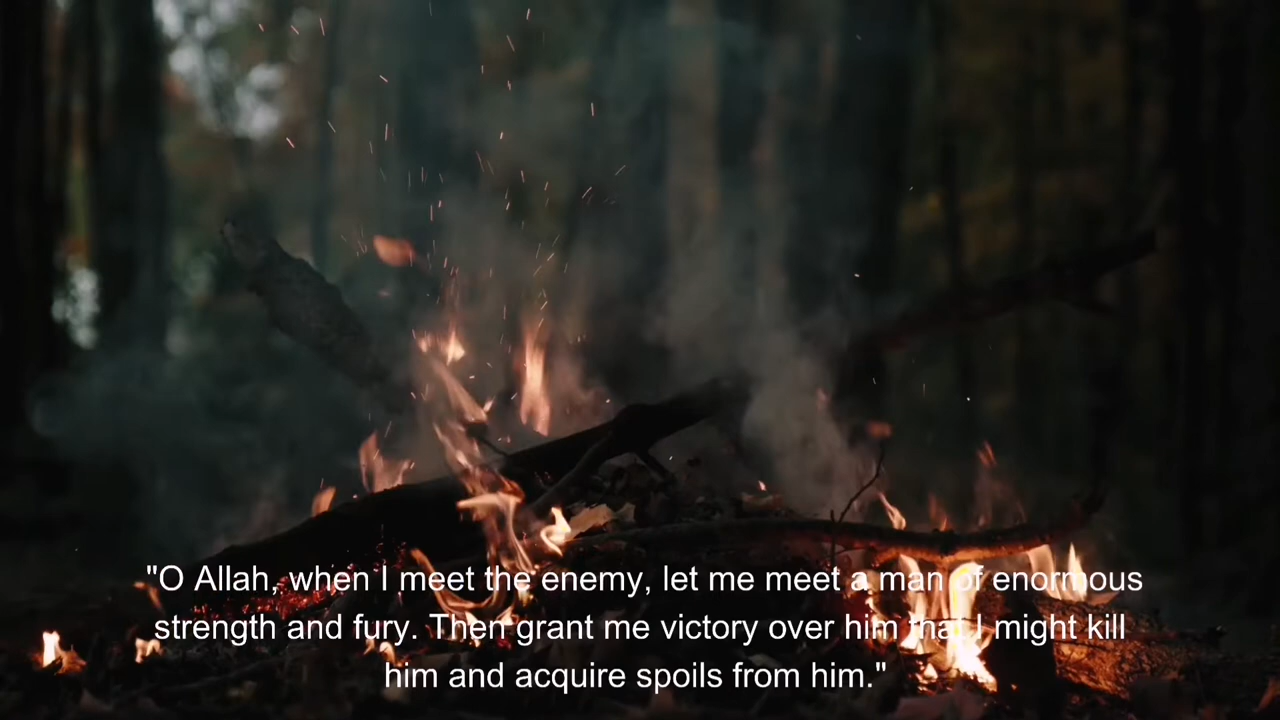 "O Allah, when I meet the enemy, let me meet a man of enormous
strength and fury. Then grant me victory over him that I might kill
him and acquire spoils from him."